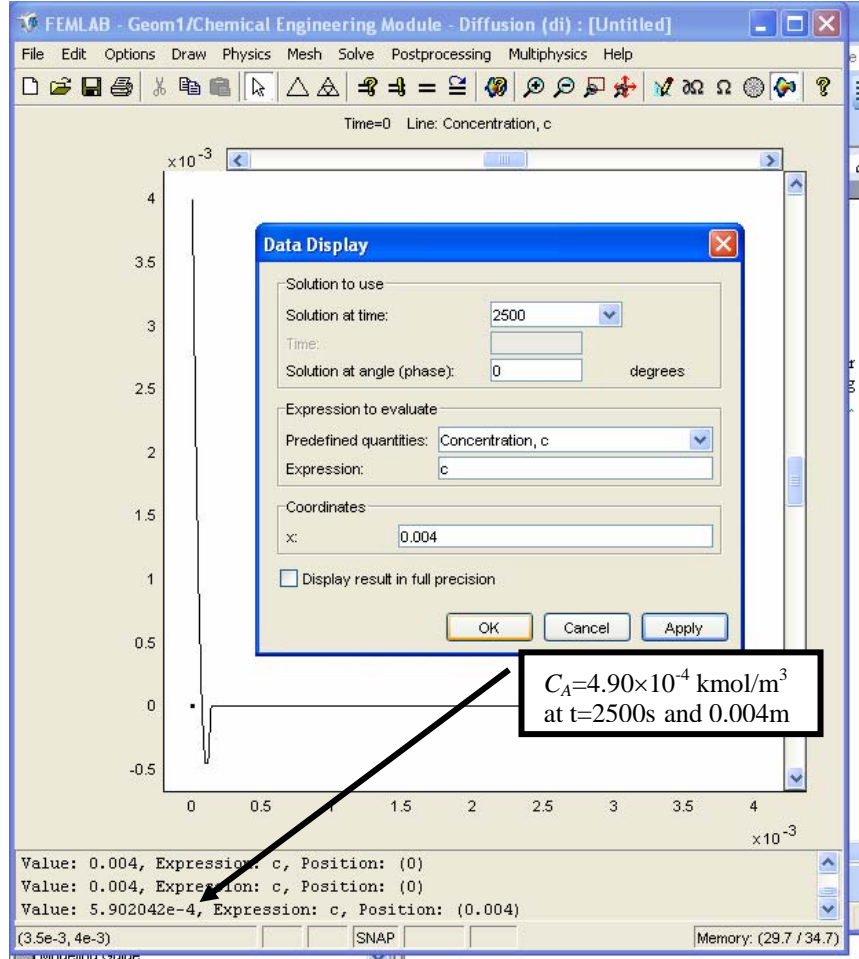 FEMLAB - Geom1/Chemical Engineering Module - Diffusion (di) : [Untitled]
File Edit Options Draw Physics Mesh Solve Postprocessing Multiphysics Help
∂Ω Ω
Time=0 Line: Concentration, c
×10⁻³
4
3.5
3
2.5
2
1.5
1
0.5
0
-0.5
Data Display
Solution to use
Solution at time: 2500
Time:
Solution at angle (phase): 0 degrees
Expression to evaluate
Predefined quantities: Concentration, c
Expression: c
Coordinates
x: 0.004
Display result in full precision
OK Cancel Apply
C_A=4.90×10⁻⁴ kmol/m³
at t=2500s and 0.004m
0 0.5 1 1.5 2 2.5 3 3.5 4
×10⁻³
Value: 0.004, Expression: c, Position: (0)
Value: 0.004, Expression: c, Position: (0)
Value: 5.902042e-4, Expression: c, Position: (0.004)
(3.5e-3, 4e-3) SNAP Memory: (29.7 / 34.7)